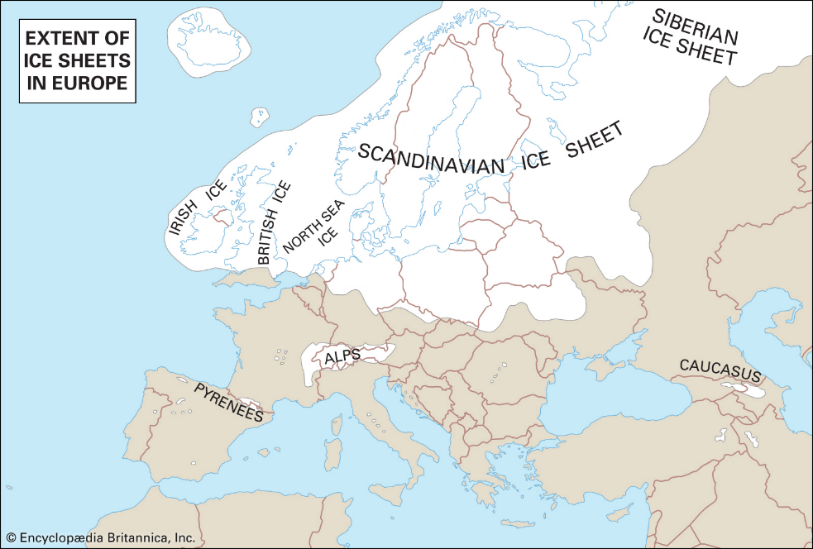 EXTENT OF
ICE SHEETS
IN EUROPE
SIBERIAN
ICE SHEET
SCANDINAVIAN ICE SHEET
IRISH ICE
BRITISH ICE
NORTH SEA
ICE
ALPS
PYRENEES
CAUCASUS
© Encyclopædia Britannica, Inc.